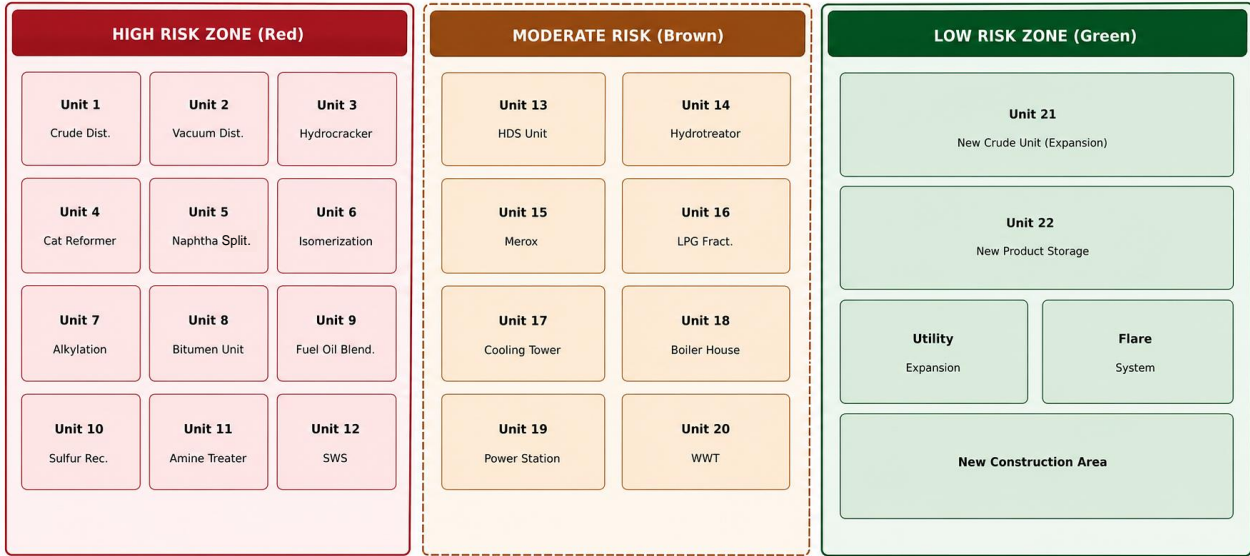 HIGH RISK ZONE (Red)
Unit 1
Crude Dist.
Unit 2
Vacuum Dist.
Unit 3
Hydrocracker
Unit 4
Cat Reformer
Unit 5
Naphtha Split.
Unit 6
Isomerization
Unit 7
Alkylation
Unit 8
Bitumen Unit
Unit 9
Fuel Oil Blend.
Unit 10
Sulfur Rec.
Unit 11
Amine Treater
Unit 12
SWS
MODERATE RISK (Brown)
Unit 13
HDS Unit
Unit 14
Hydrotreator
Unit 15
Merox
Unit 16
LPG Fract.
Unit 17
Cooling Tower
Unit 18
Boiler House
Unit 19
Power Station
Unit 20
WWT
LOW RISK ZONE (Green)
Unit 21
New Crude Unit (Expansion)
Unit 22
New Product Storage
Utility
Expansion
Flare
System
New Construction Area